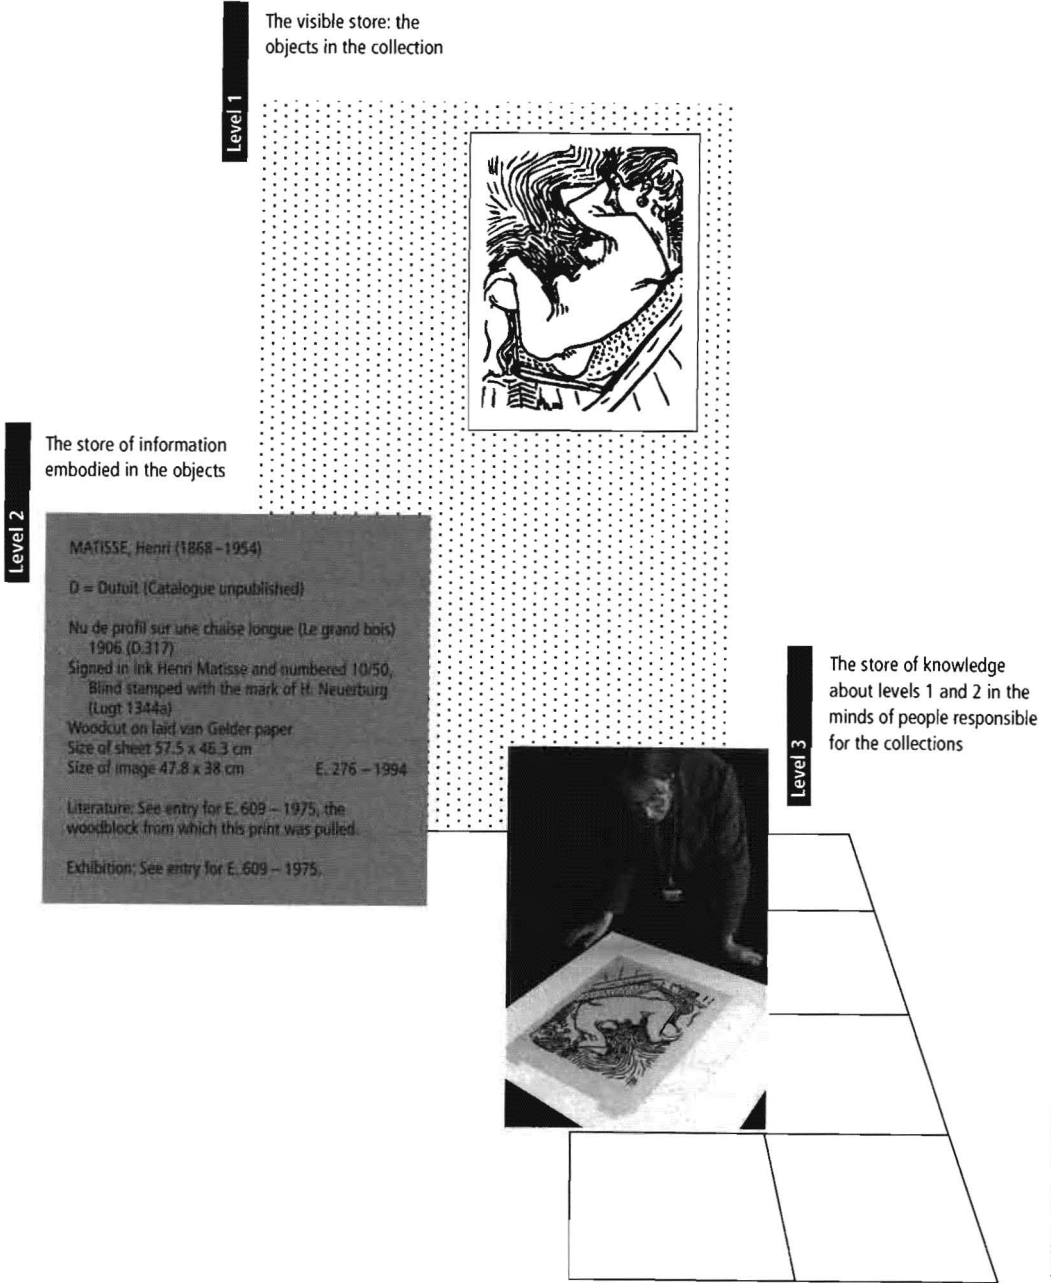 Level 1
The visible store: the
objects in the collection
Level 2
The store of information
embodied in the objects
MATISSE, Henri (1868–1954)
D = Dutuit (Catalogue unpublished)
Nu de profil sur une chaise longue (Le grand bois)
1906 (D.317)
Signed in ink Henri Matisse and numbered 10/50,
Blind stamped with the mark of H. Neuerburg
(Lugt 1344a)
Woodcut on laid van Gelder paper
Size of sheet 57.5 x 46.3 cm
Size of image 47.8 x 38 cm E. 276 – 1994
Literature: See entry for E. 609 – 1975, the
woodblock from which this print was pulled.
Exhibition: See entry for E. 609 – 1975.
Level 3
The store of knowledge
about levels 1 and 2 in the
minds of people responsible
for the collections